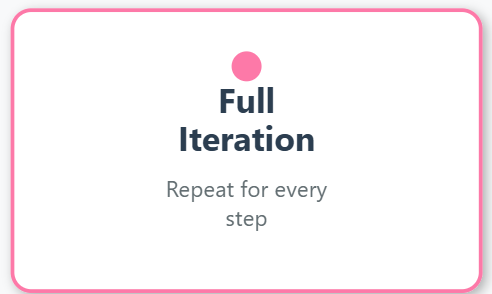 Full
Iteration
Repeat for every
step